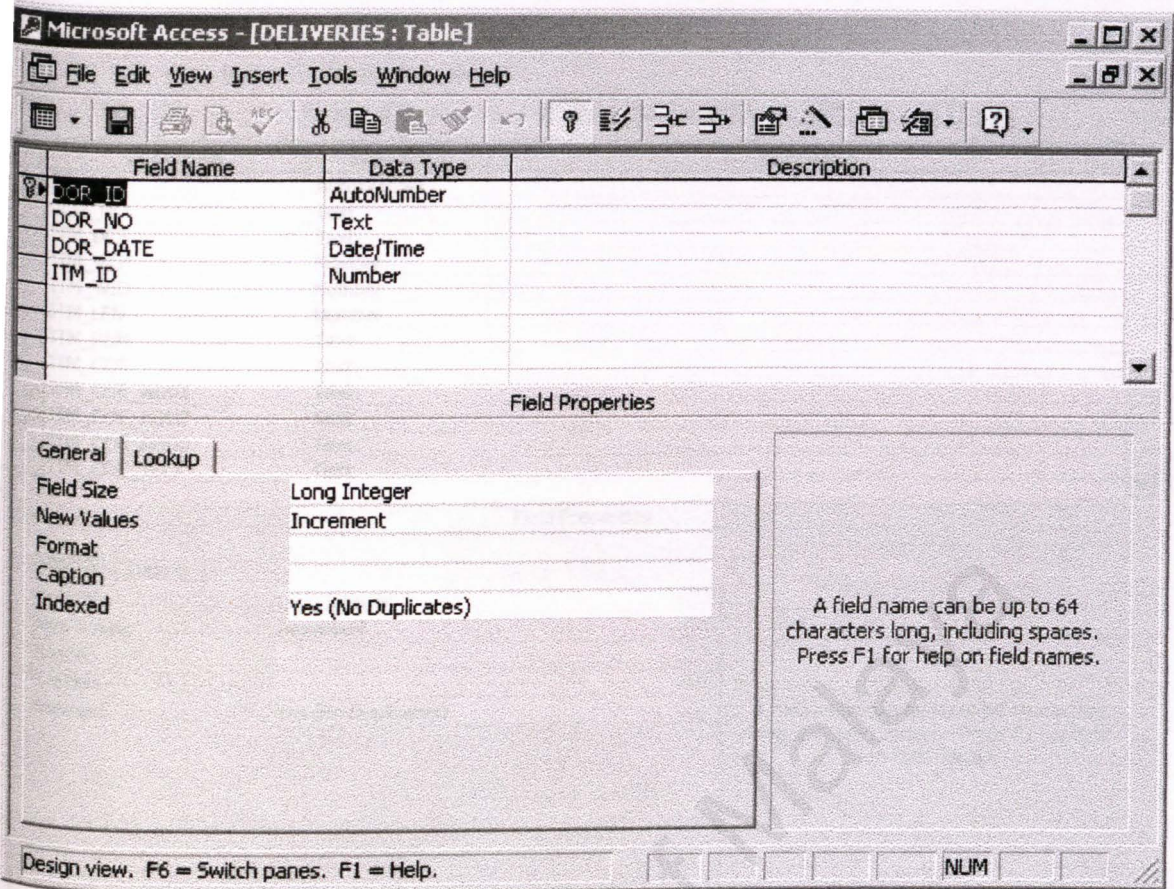 Microsoft Access - [DELIVERIES : Table]
File Edit View Insert Tools Window Help
Field Name Data Type Description
DOR_ID AutoNumber
DOR_NO Text
DOR_DATE Date/Time
ITM_ID Number
Field Properties
General Lookup
Field Size Long Integer
New Values Increment
Format
Caption
Indexed Yes (No Duplicates)
A field name can be up to 64
characters long, including spaces.
Press F1 for help on field names.
Malaya
Design view. F6 = Switch panes. F1 = Help. NUM